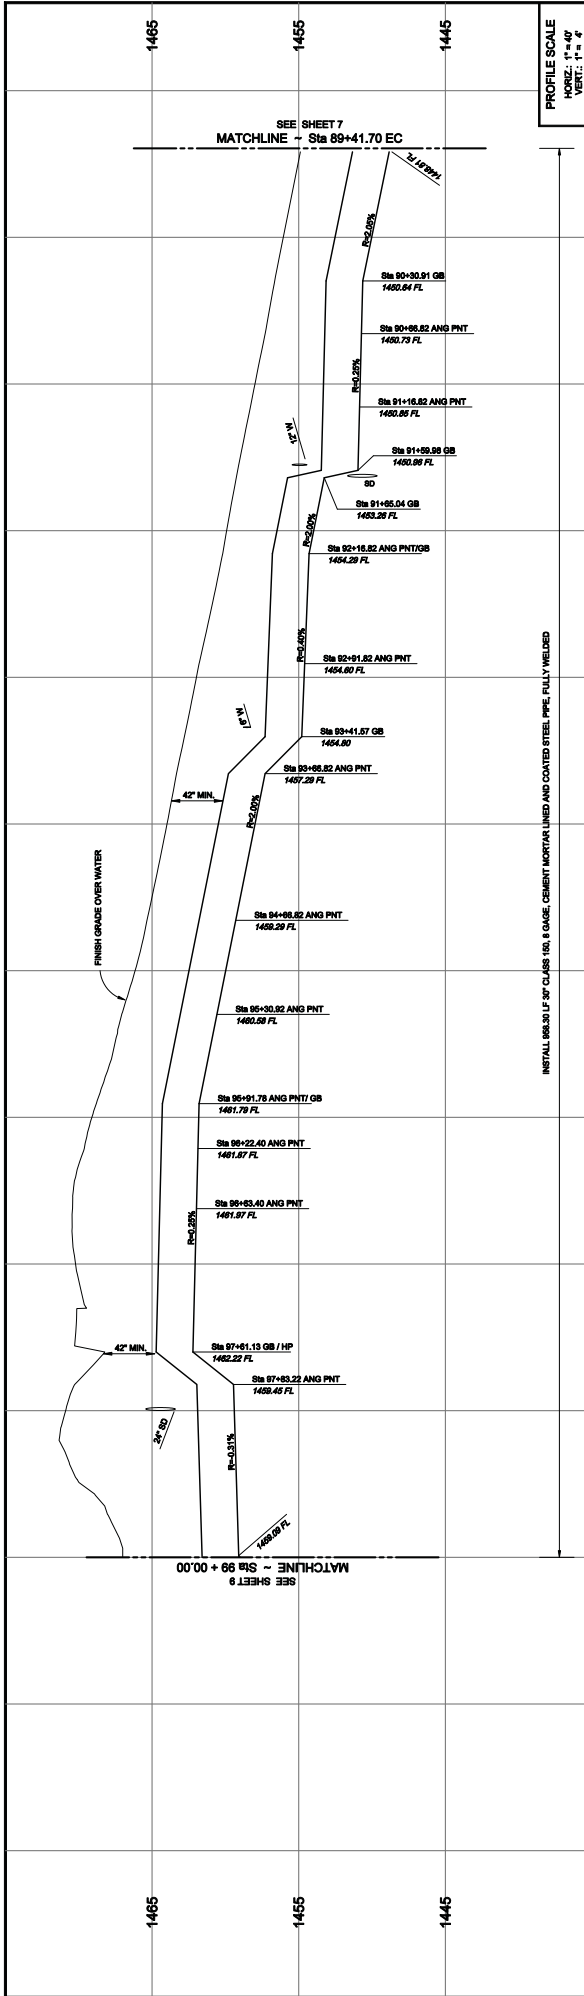 1465
1455
1445
PROFILE SCALE
HORIZ.: 1" = 40'
VERT.: 1" = 4'
SEE SHEET 7
MATCHLINE ~ Sta 89+41.70 EC
1448.81 FL
R=2.05%
Sta 90+30.91 GB
1450.64 FL
Sta 90+66.82 ANG PNT
1450.73 FL
R=0.25%
Sta 91+16.82 ANG PNT
1450.85 FL
12" W
Sta 91+59.98 GB
1450.96 FL
SD
Sta 91+65.04 GB
1453.25 FL
R=2.00%
Sta 92+16.82 ANG PNT/GB
1454.29 FL
R=0.40%
Sta 92+91.82 ANG PNT
1454.60 FL
6" W
Sta 93+41.57 GB
1454.80
Sta 93+66.82 ANG PNT
1457.29 FL
42" MIN.
R=2.00%
FINISH GRADE OVER WATER
Sta 94+66.82 ANG PNT
1459.29 FL
Sta 95+30.92 ANG PNT
1460.58 FL
Sta 95+91.78 ANG PNT/ GB
1461.79 FL
Sta 96+22.40 ANG PNT
1461.87 FL
Sta 96+63.40 ANG PNT
1461.97 FL
R=0.25%
42" MIN.
Sta 97+61.13 GB / HP
1462.22 FL
Sta 97+83.22 ANG PNT
1459.45 FL
24" SD
R=-0.31%
1459.09 FL
MATCHLINE ~ Sta 99 + 00.00
SEE SHEET 9
INSTALL 958.30 LF 30" CLASS 150, 8 GAGE, CEMENT MORTAR LINED AND COATED STEEL PIPE, FULLY WELDED
1465
1455
1445